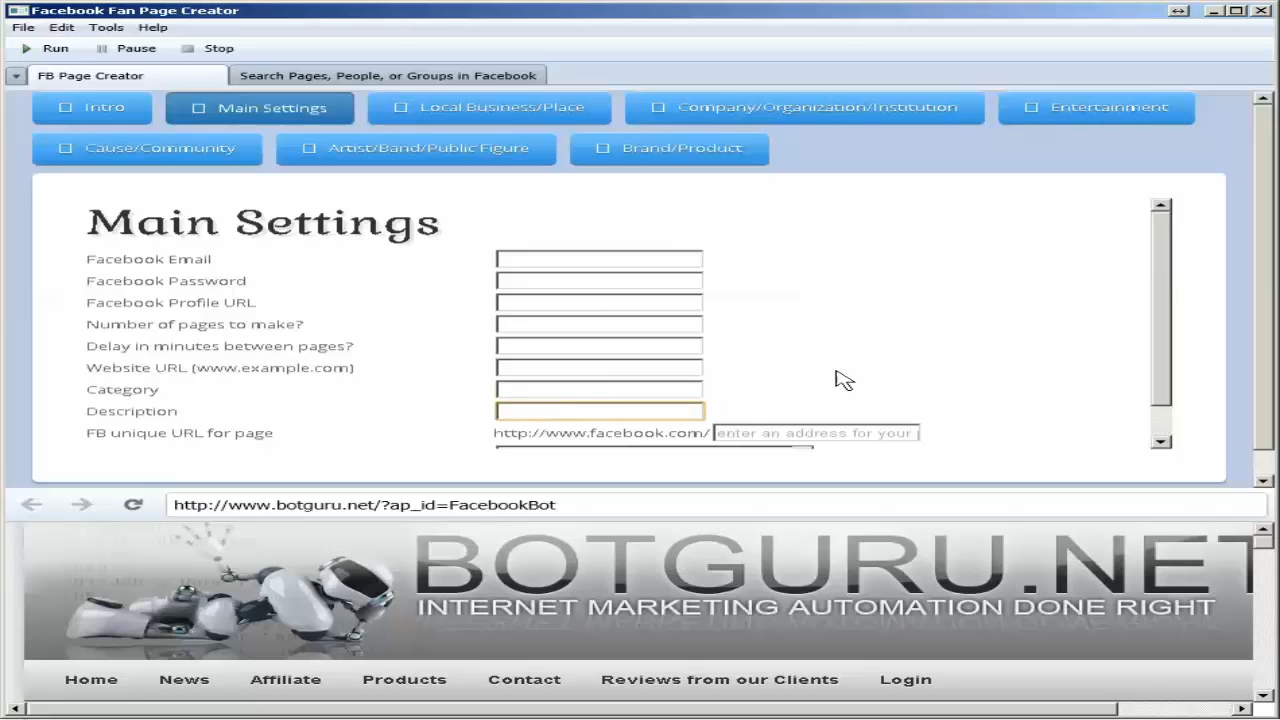 Facebook Fan Page Creator
File Edit Tools Help
Run Pause Stop
FB Page Creator Search Pages, People, or Groups in Facebook
Intro Main Settings Local Business/Place Company/Organization/Institution Entertainment
Cause/Community Artist/Band/Public Figure Brand/Product
Main Settings
Facebook Email
Facebook Password
Facebook Profile URL
Number of pages to make?
Delay in minutes between pages?
Website URL (www.example.com)
Category
Description
FB unique URL for page http://www.facebook.com/ enter an address for your
http://www.botguru.net/?ap_id=FacebookBot
BOTGURU.NET
INTERNET MARKETING AUTOMATION DONE RIGHT
Home News Affiliate Products Contact Reviews from our Clients Login